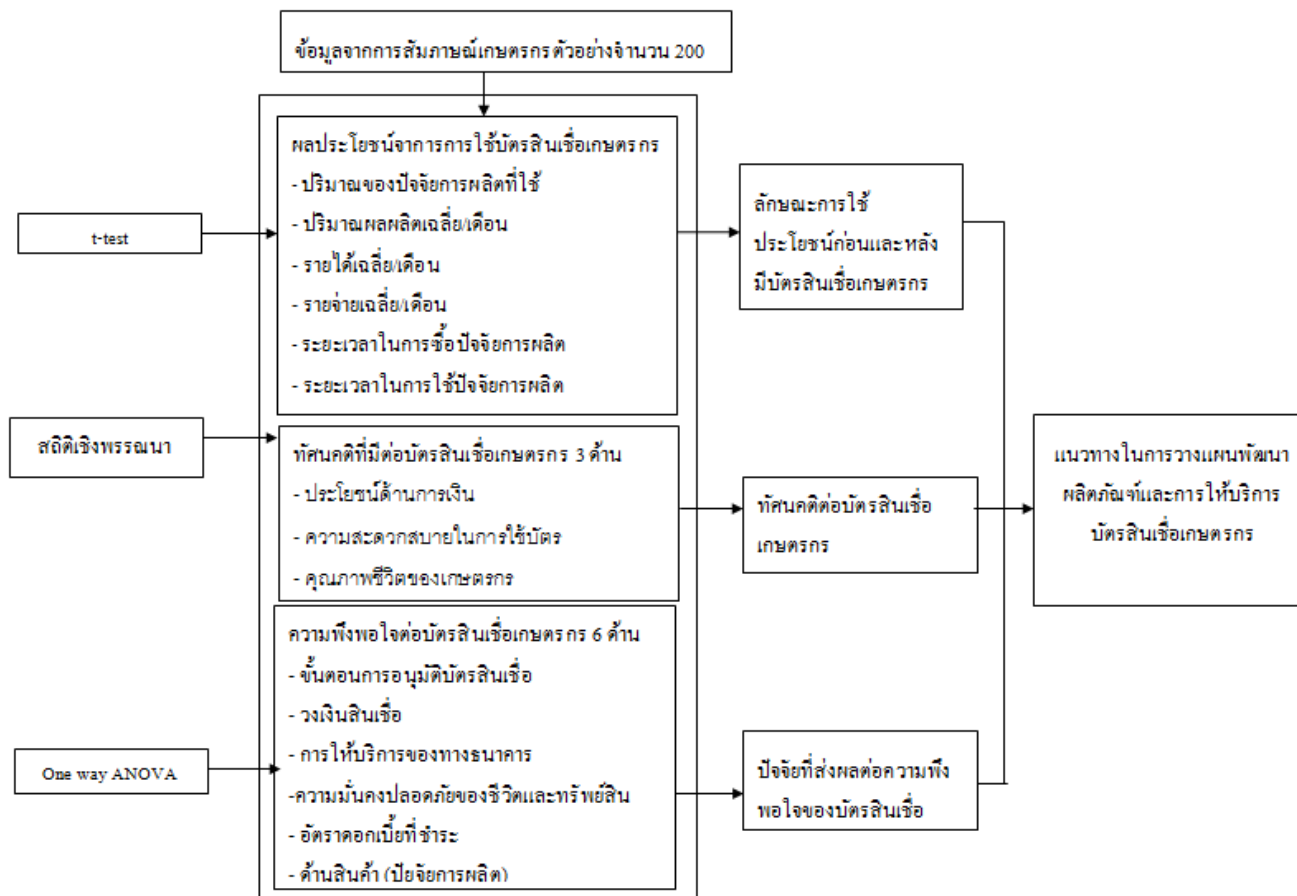 ข้อมูลจากการสัมภาษณ์เกษตรกรตัวอย่างจำนวน 200
ผลประโยชน์จาการการใช้บัตรสินเชื่อเกษตรกร
- ปริมาณของปัจจัยการผลิตที่ใช้
- ปริมาณผลผลิตเฉลี่ย/เดือน
- รายได้เฉลี่ย/เดือน
- รายจ่ายเฉลี่ย/เดือน
- ระยะเวลาในการซื้อปัจจัยการผลิต
- ระยะเวลาในการใช้ปัจจัยการผลิต
t-test
ลักษณะการใช้
ประโยชน์ก่อนและหลัง
มีบัตรสินเชื่อเกษตรกร
สถิติเชิงพรรณนา
ทัศนคติที่มีต่อบัตรสินเชื่อเกษตรกร 3 ด้าน
- ประโยชน์ด้านการเงิน
- ความสะดวกสบายในการใช้บัตร
- คุณภาพชีวิตของเกษตรกร
ทัศนคติต่อบัตรสินเชื่อ
เกษตรกร
แนวทางในการวางแผนพัฒนา
ผลิตภัณฑ์และการให้บริการ
บัตรสินเชื่อเกษตรกร
ความพึงพอใจต่อบัตรสินเชื่อเกษตรกร 6 ด้าน
- ขั้นตอนการอนุมัติบัตรสินเชื่อ
- วงเงินสินเชื่อ
- การให้บริการของทางธนาคาร
-ความมั่นคงปลอดภัยของชีวิตและทรัพย์สิน
- อัตราดอกเบี้ยที่ชำระ
- ด้านสินค้า (ปัยจัยการผลิต)
One way ANOVA
ปัจจัยที่ส่งผลต่อความพึง
พอใจของบัตรสินเชื่อ